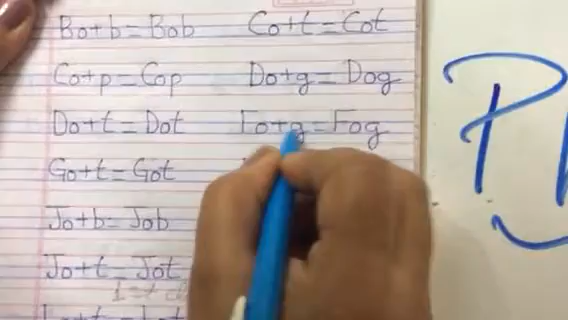 Bo+b=Bob Co+t=Cot
Co+p=Cop Do+g=Dog
Do+t=Dot Fo+g=Fog
Go+t=Got
Jo+b=Job
Jo+t=Jot